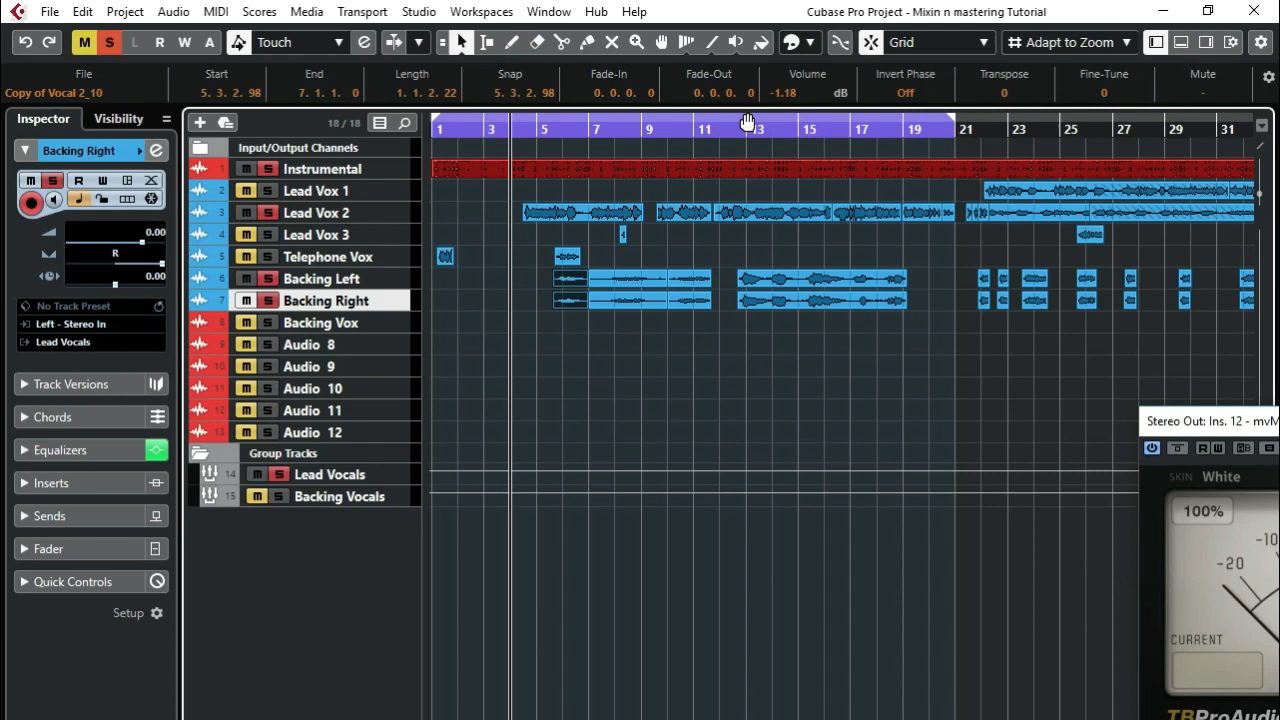 File Edit Project Audio MIDI Scores Media Transport Studio Workspaces Window Hub Help Cubase Pro Project - Mixin n mastering Tutorial
M S L R W A Touch Grid Adapt to Zoom
File Start End Length Snap Fade-In Fade-Out Volume Invert Phase Transpose Fine-Tune Mute
Copy of Vocal 2_10 5. 3. 2. 98 7. 1. 1. 0 1. 1. 2. 22 5. 3. 2. 98 0. 0. 0. 0 0. 0. 0. 0 -1.18 dB Off 0 0 -
Inspector Visibility 18 / 18 1 3 5 7 9 11 13 15 17 19 21 23 25 27 29 31
Input/Output Channels
Backing Right
1 m S Instrumental
M S R W
2 m S Lead Vox 1
3 m S Lead Vox 2
0.00
4 m S Lead Vox 3
R
5 m S Telephone Vox
0.00
6 m S Backing Left
7 m S Backing Right
No Track Preset
Left - Stereo In
8 m S Backing Vox
Lead Vocals
9 m S Audio 8
10 m S Audio 9
Track Versions
11 m S Audio 10
Chords
12 m S Audio 11
13 m S Audio 12
Equalizers
Group Tracks
14 m S Lead Vocals
Inserts
15 m S Backing Vocals
Sends
Fader
Quick Controls
Setup
Stereo Out: Ins. 12 - mvM
R W
SKIN White
100%
-10
-20
CURRENT
TBProAudi